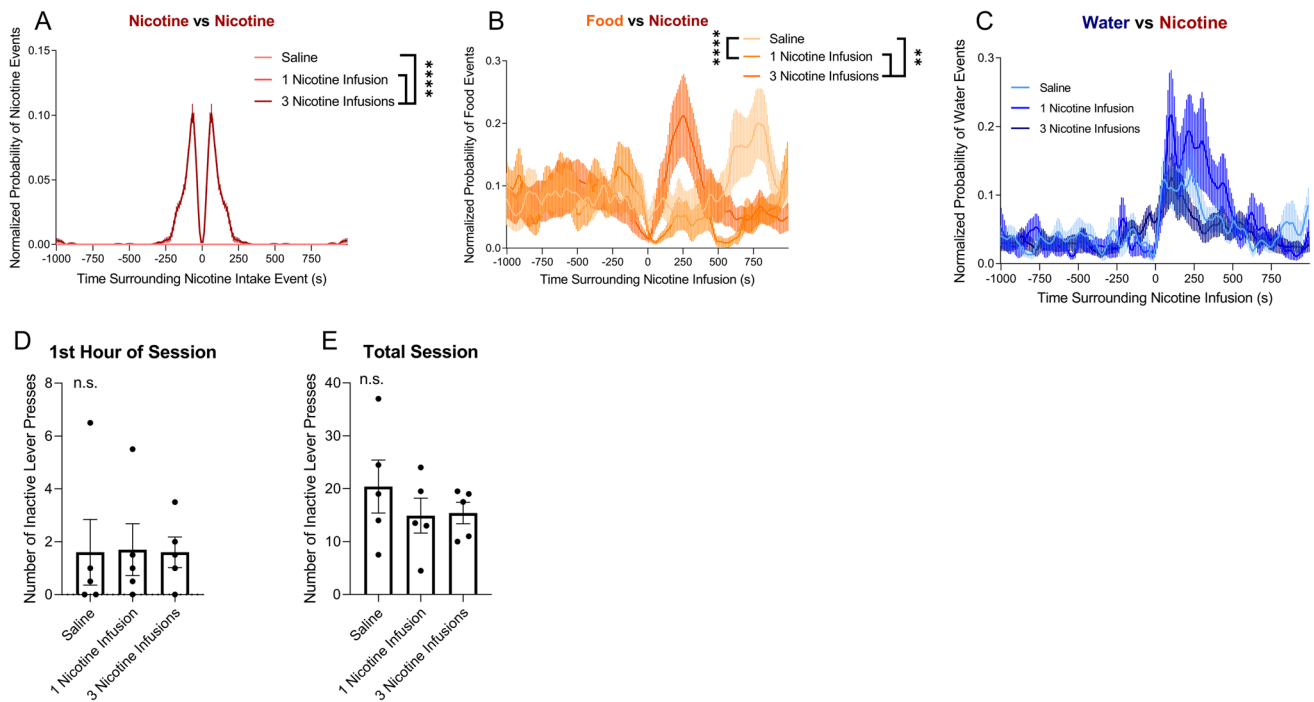 A
Nicotine vs Nicotine
Normalized Probability of Nicotine Events
0.15
0.10
0.05
0.00
-1000 -750 -500 -250 0 250 500 750
Time Surrounding Nicotine Intake Event (s)
Saline
1 Nicotine Infusion
3 Nicotine Infusions
****
B
Food vs Nicotine
Normalized Probability of Food Events
0.3
0.2
0.1
0.0
-1000 -750 -500 -250 0 250 500 750
Time Surrounding Nicotine Infusion (s)
****
Saline
1 Nicotine Infusion
3 Nicotine Infusions
**
C
Water vs Nicotine
Normalized Probability of Water Events
0.3
0.2
0.1
0.0
-1000 -750 -500 -250 0 250 500 750
Time Surrounding Nicotine Infusion (s)
Saline
1 Nicotine Infusion
3 Nicotine Infusions
D
1st Hour of Session
n.s.
Number of Inactive Lever Presses
8
6
4
2
0
Saline
1 Nicotine Infusion
3 Nicotine Infusions
E
Total Session
n.s.
Number of Inactive Lever Presses
40
30
20
10
0
Saline
1 Nicotine Infusion
3 Nicotine Infusions